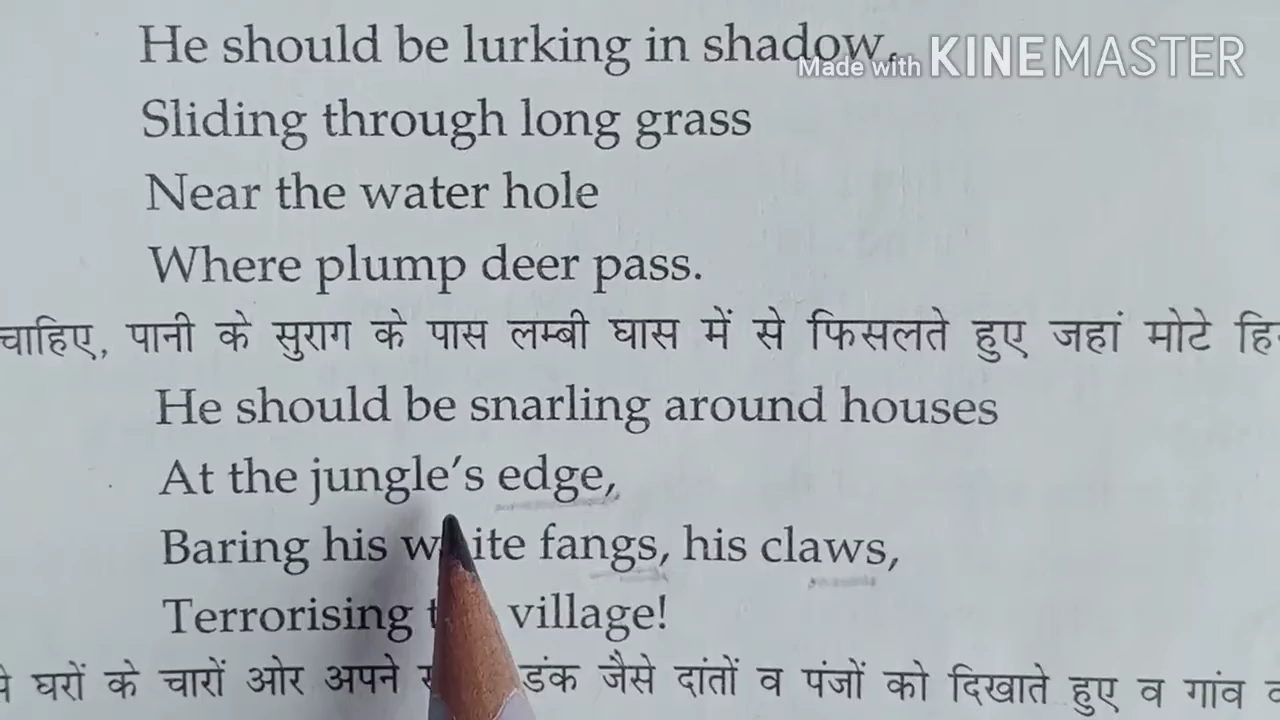 He should be lurking in shadow,
Made with KINEMASTER
Sliding through long grass
Near the water hole
Where plump deer pass.
चाहिए, पानी के सुराग के पास लम्बी घास में से फिसलते हुए जहां मोटे
He should be snarling around houses
At the jungle's edge,
Baring his white fangs, his claws,
Terrorising village!
घरों के चारों ओर अपने डंक जैसे दांतों व पंजों को दिखाते हुए व गांव